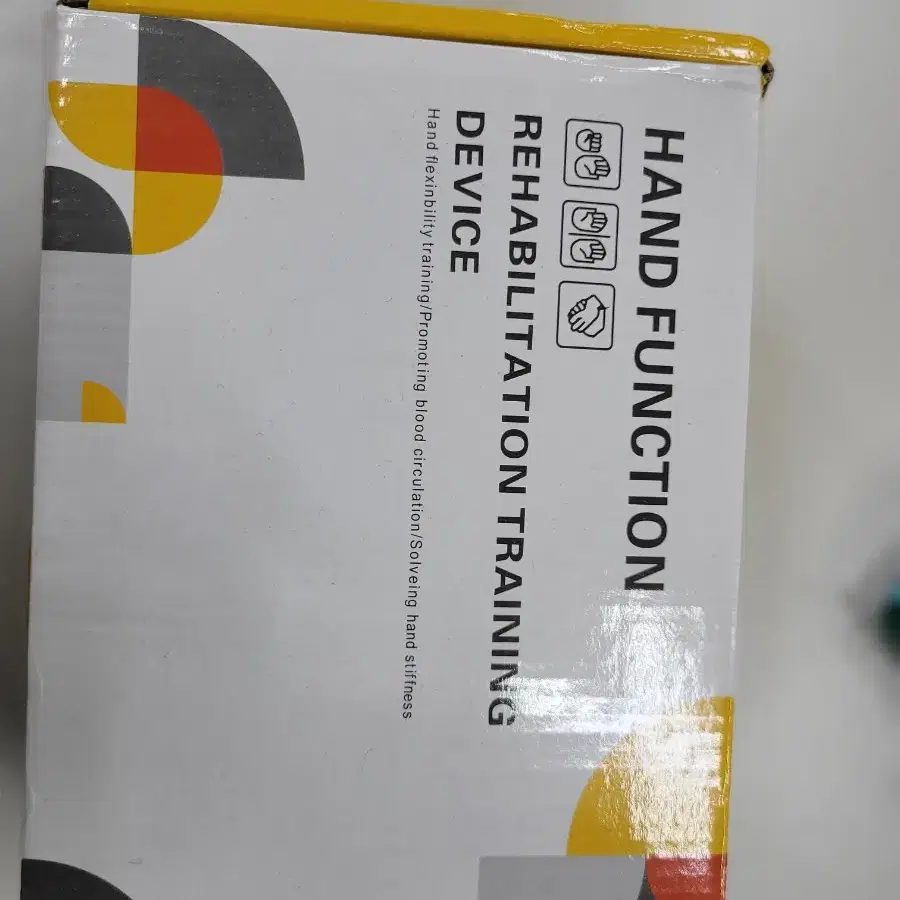 HAND FUNCTION
REHABILITATION TRAINING
DEVICE
Hand flexinbility training/Promoting blood circulation/Solveing hand stiffness